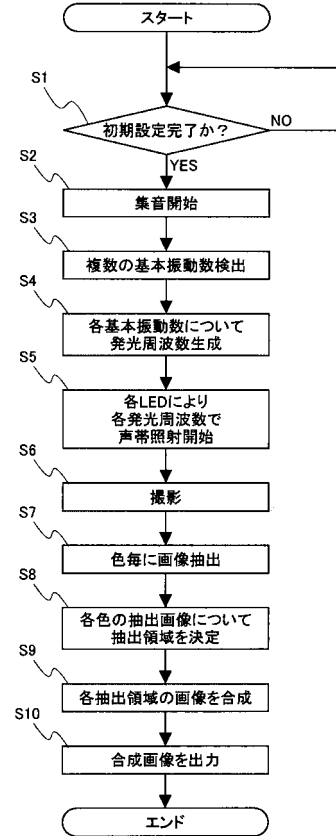 スタート
S1
初期設定完了か?
NO
YES
S2
集音開始
S3
複数の基本振動数検出
S4
各基本振動数について
発光周波数生成
S5
各LEDにより
各発光周波数で
声帯照射開始
S6
撮影
S7
色毎に画像抽出
S8
各色の抽出画像について
抽出領域を決定
S9
各抽出領域の画像を合成
S10
合成画像を出力
エンド